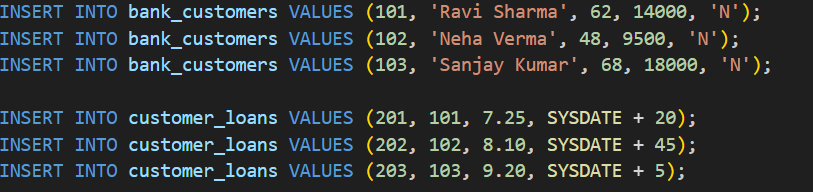 INSERT INTO bank_customers VALUES (101, 'Ravi Sharma', 62, 14000, 'N');
INSERT INTO bank_customers VALUES (102, 'Neha Verma', 48, 9500, 'N');
INSERT INTO bank_customers VALUES (103, 'Sanjay Kumar', 68, 18000, 'N');
INSERT INTO customer_loans VALUES (201, 101, 7.25, SYSDATE + 20);
INSERT INTO customer_loans VALUES (202, 102, 8.10, SYSDATE + 45);
INSERT INTO customer_loans VALUES (203, 103, 9.20, SYSDATE + 5);